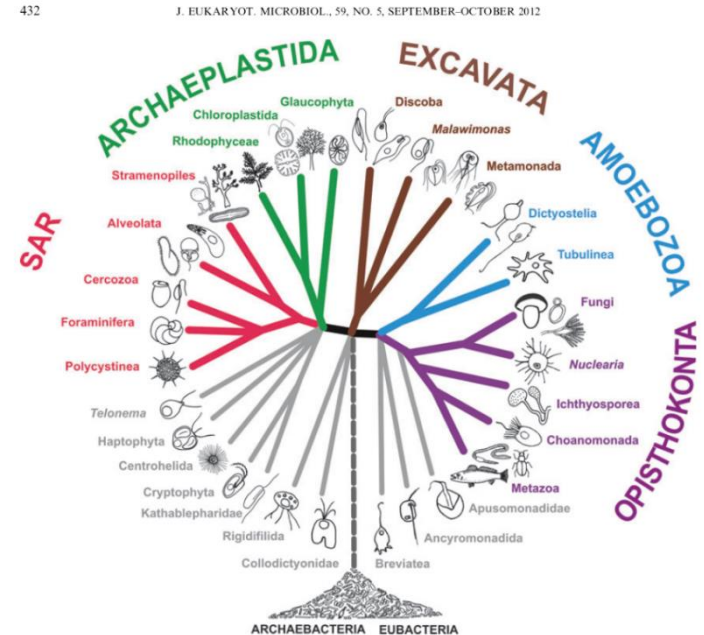 432
J. EUKARYOT. MICROBIOL., 59, NO. 5, SEPTEMBER–OCTOBER 2012
ARCHAEPLASTIDA
EXCAVATA
AMOEBOZOA
OPISTHOKONTA
SAR
Glaucophyta
Discoba
Chloroplastida
Malawimonas
Rhodophyceae
Metamonada
Stramenopiles
Dictyostelia
Alveolata
Tubulinea
Cercozoa
Fungi
Foraminifera
Nuclearia
Polycystinea
Ichthyosporea
Telonema
Choanomonada
Haptophyta
Centrohelida
Metazoa
Cryptophyta
Apusomonadidae
Kathablepharidae
Rigifilida
Ancyromonadida
Collodictyonidae
Breviatea
ARCHAEBACTERIA EUBACTERIA